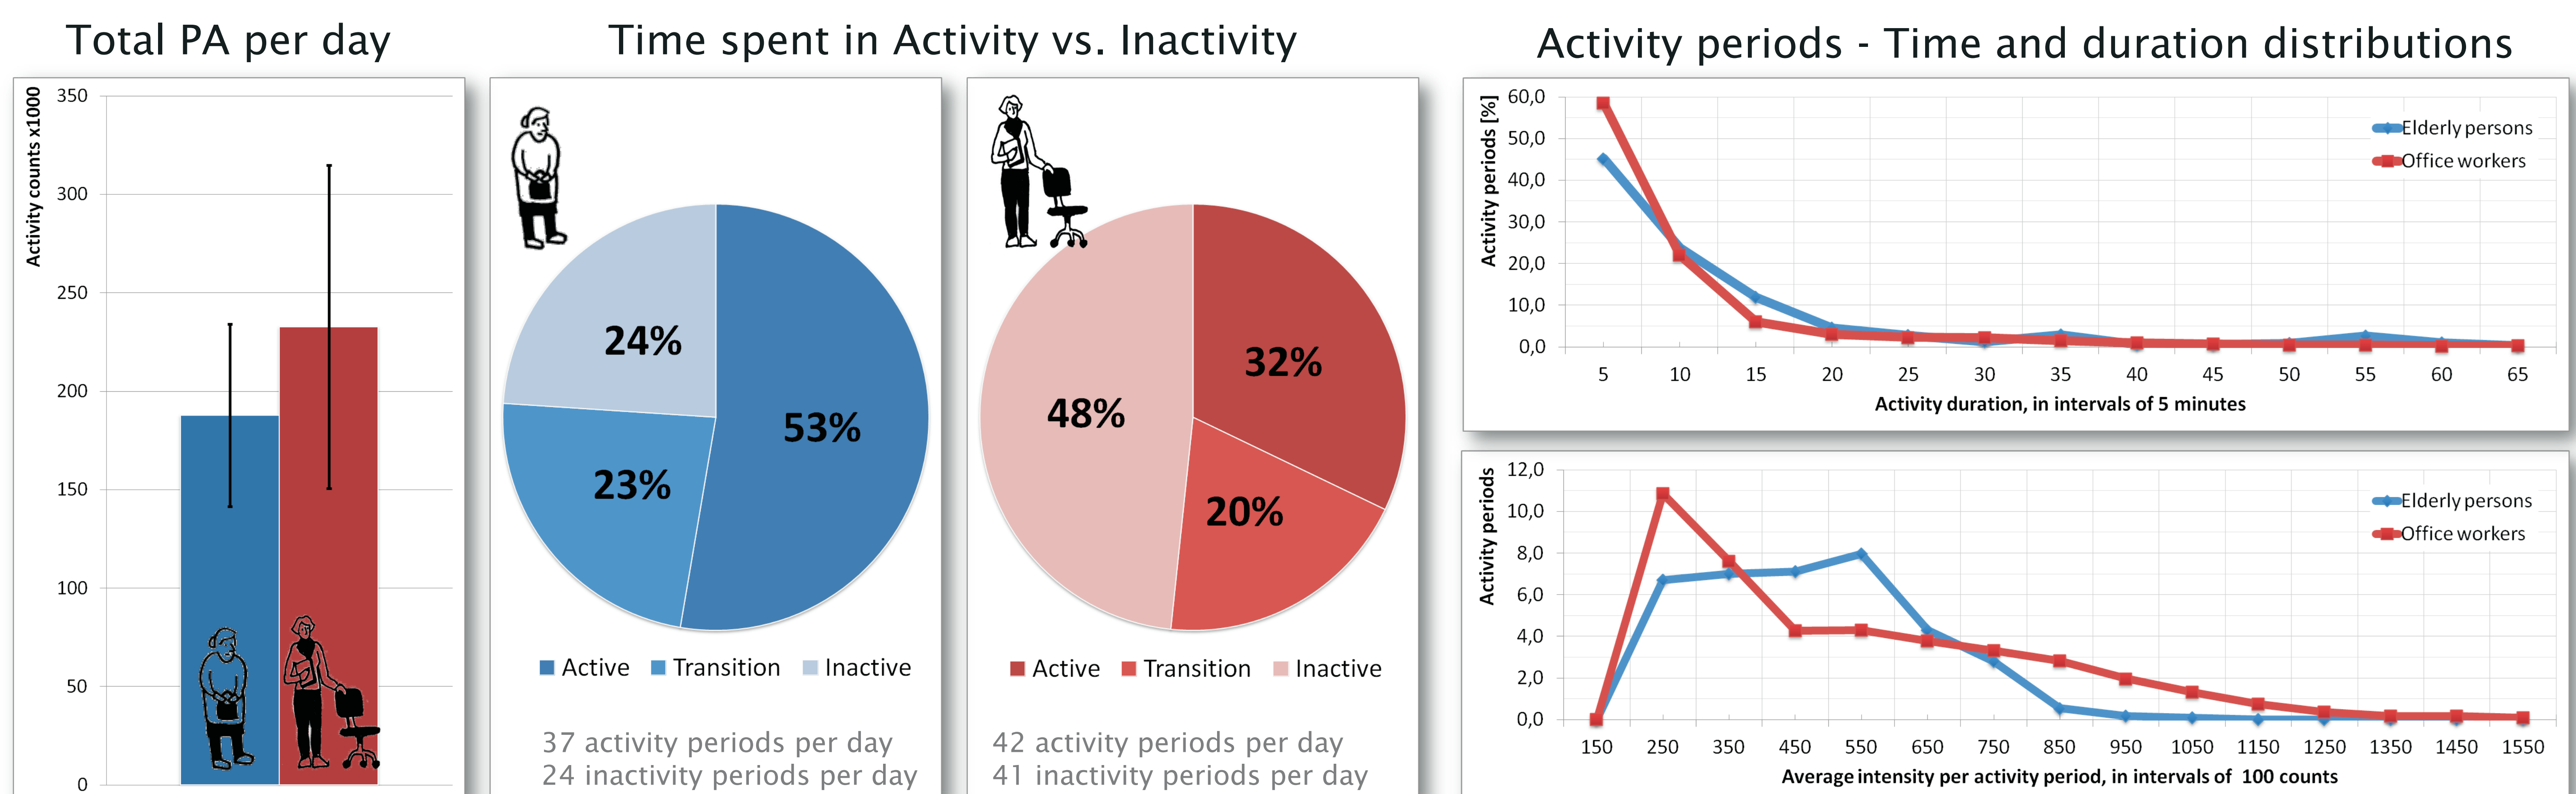 Total PA per day
Activity counts x1000
350
300
250
200
150
100
50
0
Time spent in Activity vs. Inactivity
24%
53%
23%
Active Transition Inactive
37 activity periods per day
24 inactivity periods per day
32%
48%
20%
Active Transition Inactive
42 activity periods per day
41 inactivity periods per day
Activity periods - Time and duration distributions
Activity periods [%]
60,0
50,0
40,0
30,0
20,0
10,0
0,0
Elderly persons
Office workers
5 10 15 20 25 30 35 40 45 50 55 60 65
Activity duration, in intervals of 5 minutes
Activity periods
12,0
10,0
8,0
6,0
4,0
2,0
0,0
Elderly persons
Office workers
150 250 350 450 550 650 750 850 950 1050 1150 1250 1350 1450 1550
Average intensity per activity period, in intervals of 100 counts